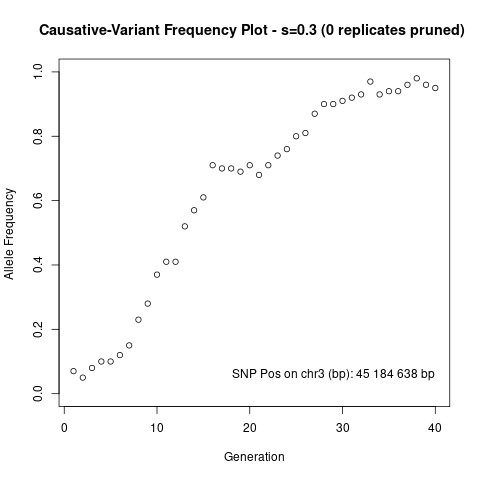 Causative-Variant Frequency Plot - s=0.3 (0 replicates pruned)
1.0
0.8
0.6
0.4
0.2
0.0
Allele Frequency
SNP Pos on chr3 (bp): 45 184 638 bp
0 10 20 30 40
Generation